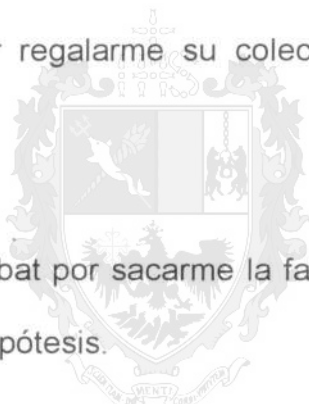 r regalarme su colec
bat por sacarme la fa
pótesis.